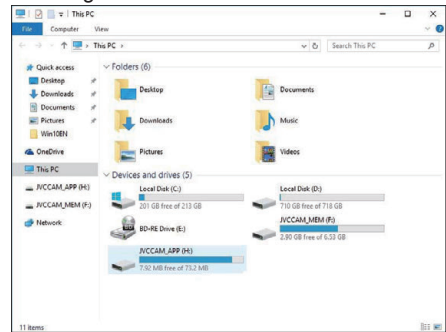 This PC
File
Computer
View
This PC
Search This PC
Quick access
Desktop
Downloads
Documents
Pictures
Win10EN
OneDrive
This PC
JVCCAM_APP (H:)
JVCCAM_MEM (F:)
Network
Folders (6)
Desktop
Documents
Downloads
Music
Pictures
Videos
Devices and drives (5)
Local Disk (C:)
201 GB free of 213 GB
Local Disk (D:)
710 GB free of 718 GB
BD-RE Drive (E:)
JVCCAM_MEM (F:)
2.90 GB free of 6.53 GB
JVCCAM_APP (H:)
7.92 MB free of 73.2 MB
11 items